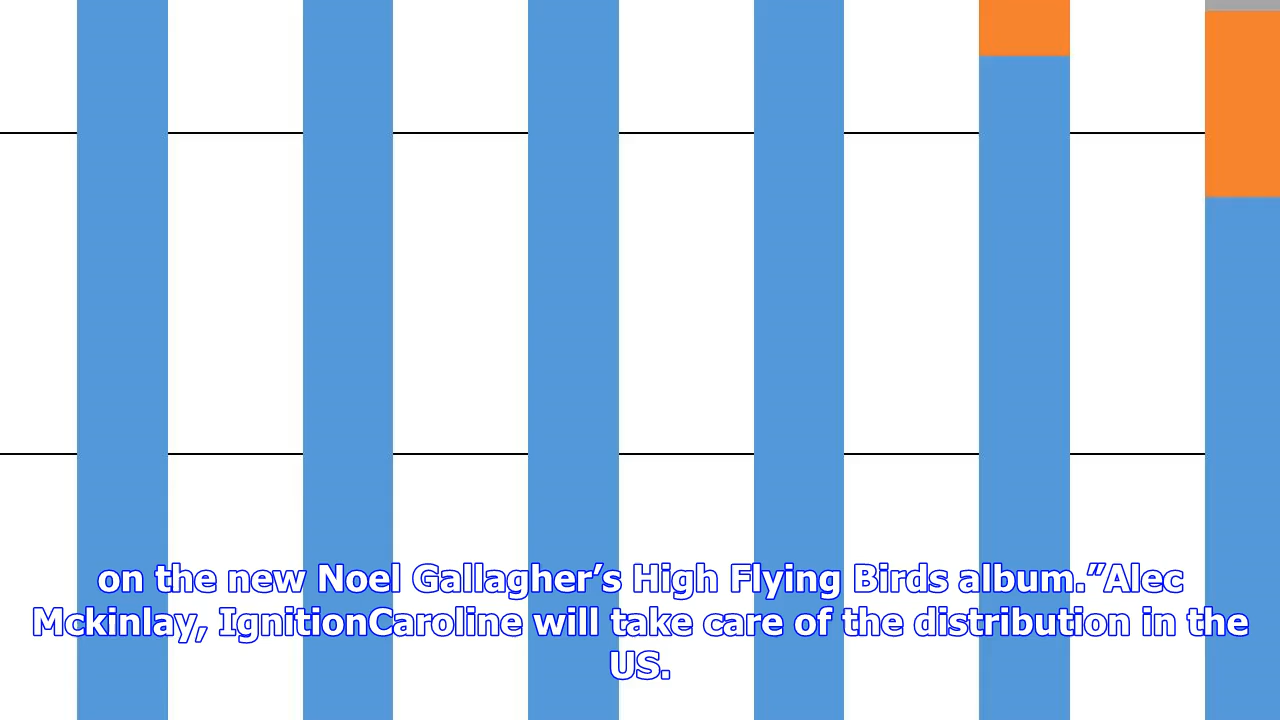 on the new Noel Gallagher’s High Flying Birds album.”Alec
Mckinlay, IgnitionCaroline will take care of the distribution in the
US.